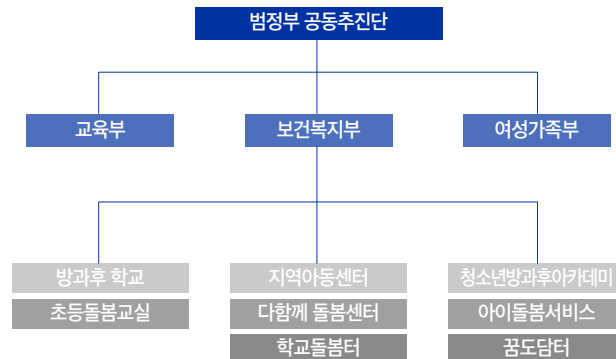 범정부 공동추진단
교육부
보건복지부
여성가족부
방과후 학교
지역아동센터
청소년방과후아카데미
초등돌봄교실
다함께 돌봄센터
아이돌봄서비스
학교돌봄터
꿈도담터